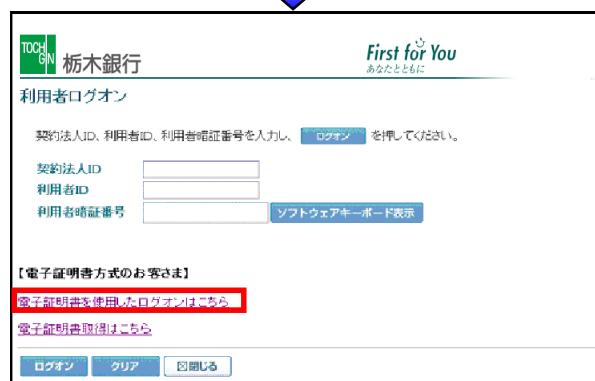 TOCHGIN 栃木銀行
First for You
あなたとともに
利用者ログオン
契約法人ID、利用者ID、利用者暗証番号を入力し、 ログオン を押してください。
契約法人ID
利用者ID
利用者暗証番号 ソフトウェアキーボード表示
【電子証明書方式のお客さま】
電子証明書を使用したログオンはこちら
電子証明書取得はこちら
ログオン クリア 閉じる